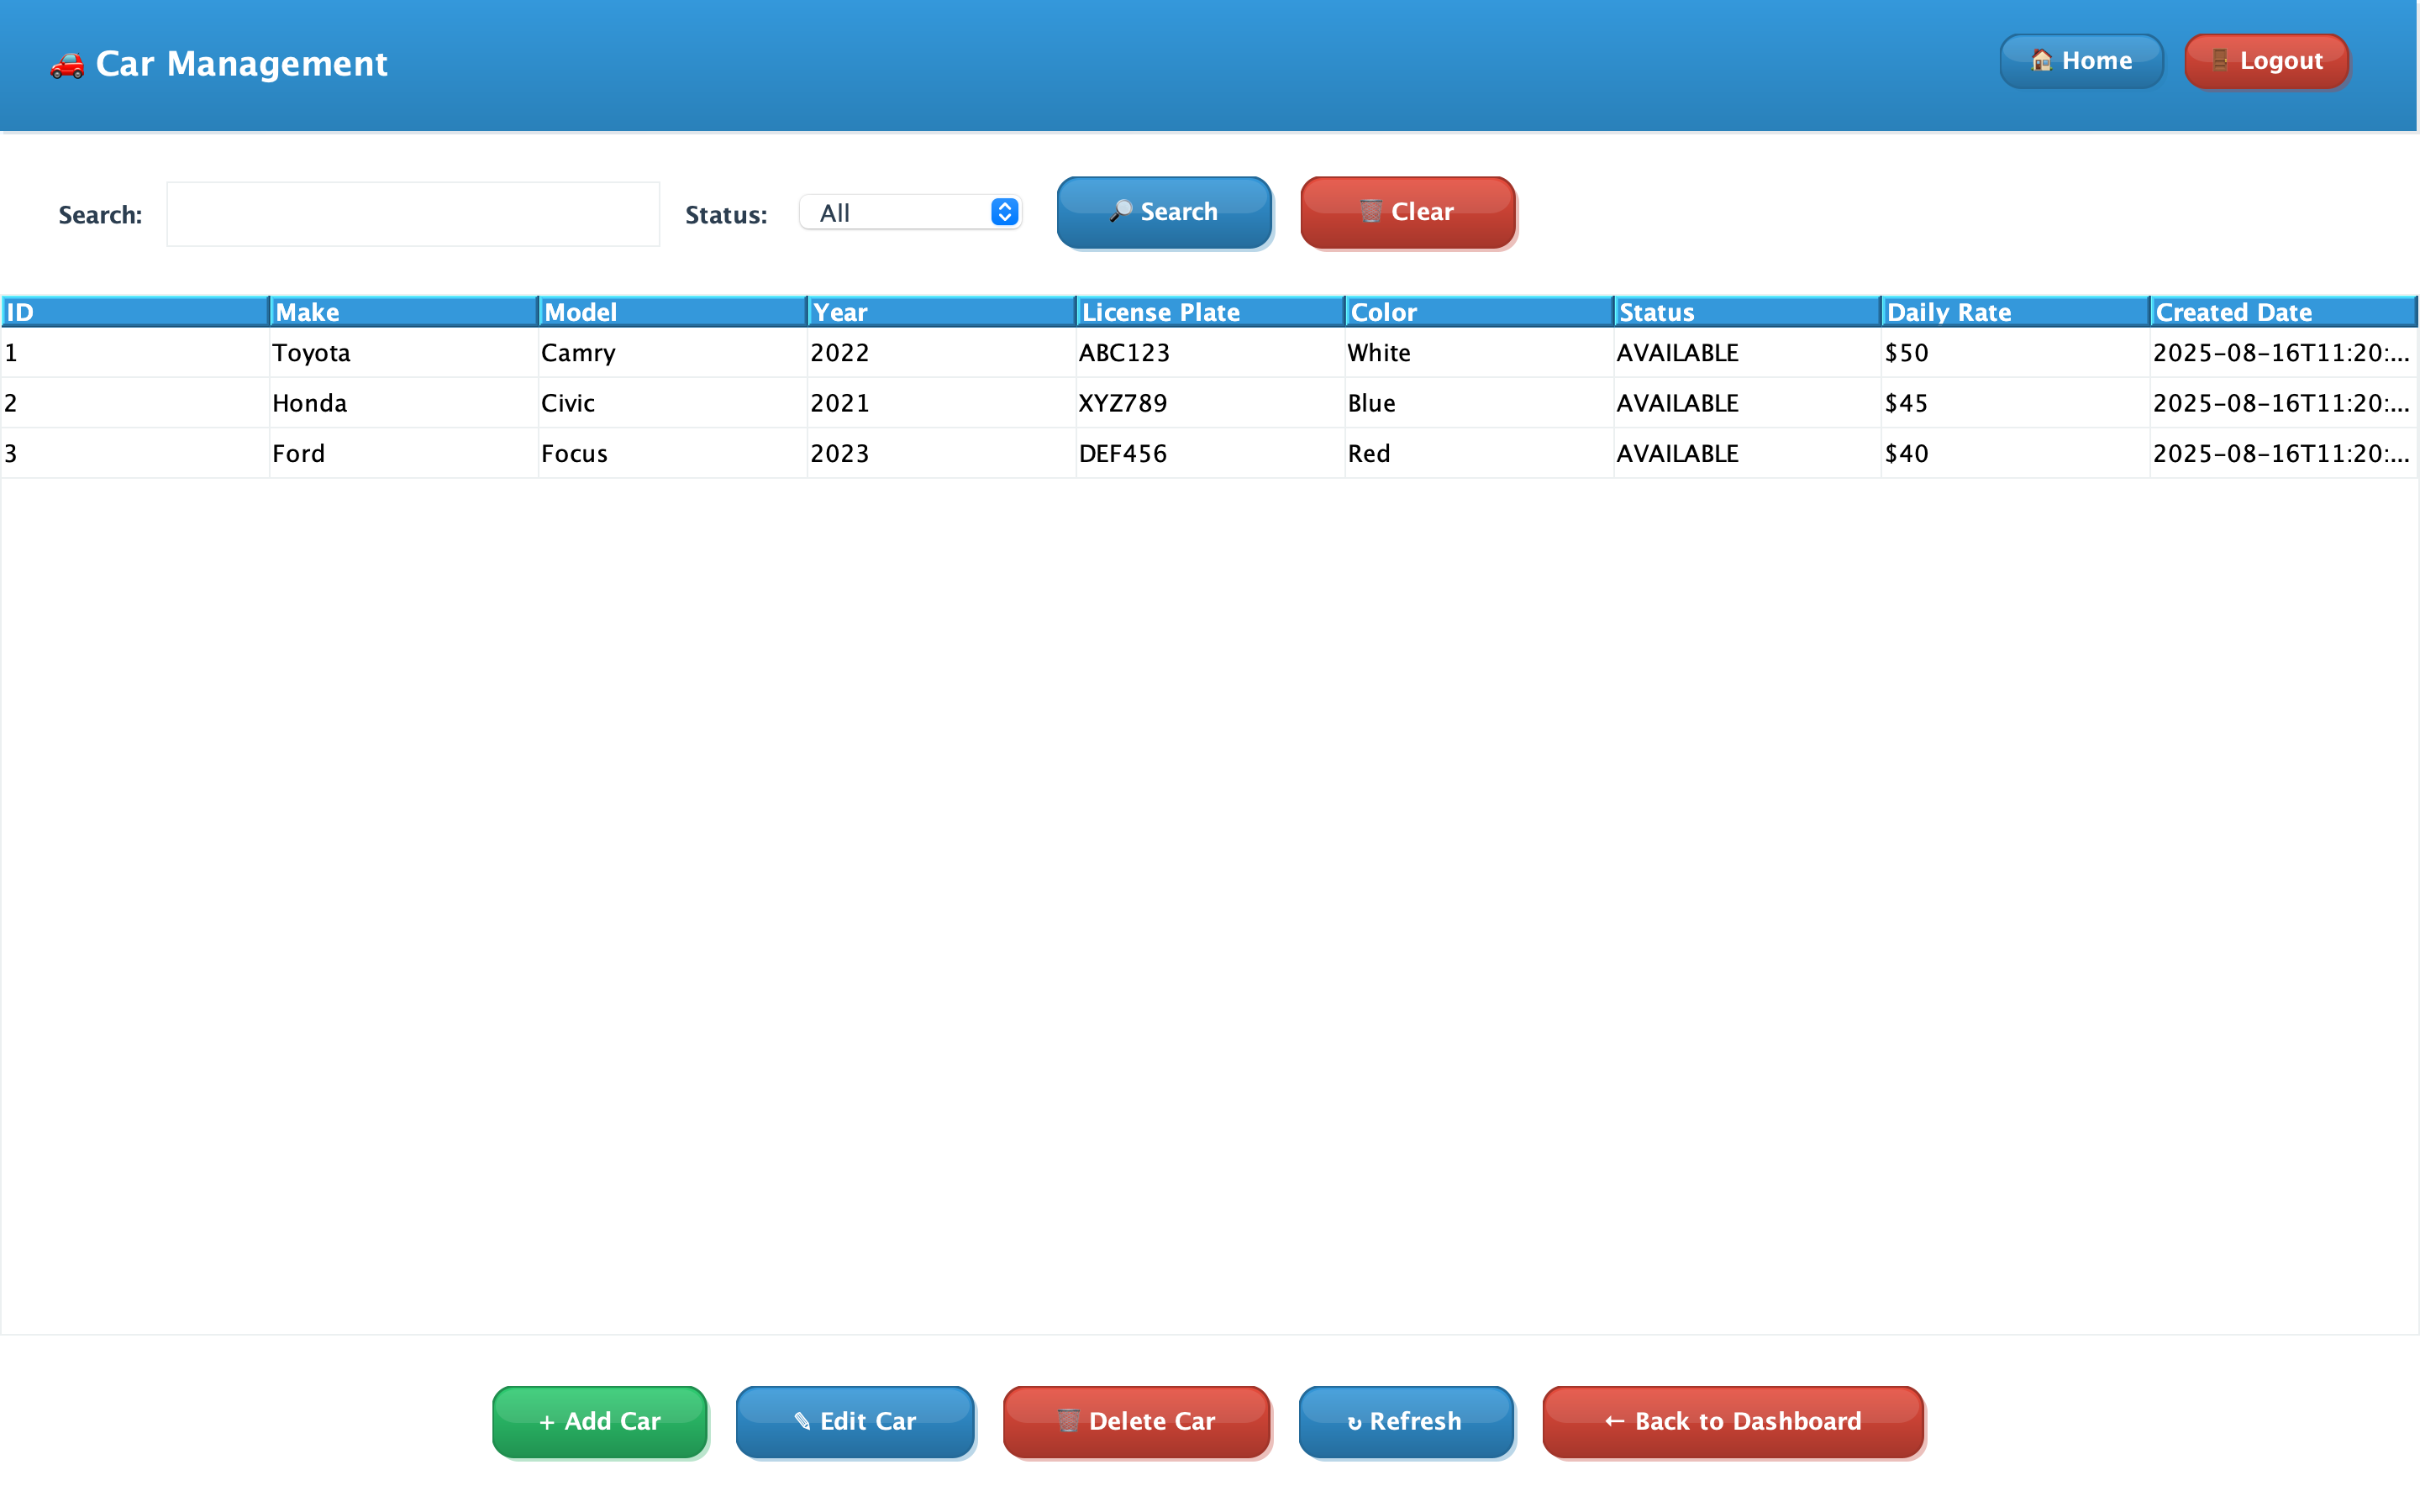 🚗 Car Management
🏠 Home 🚪 Logout
Search: Status: All 🔎 Search 🗑 Clear
ID Make Model Year License Plate Color Status Daily Rate Created Date
1 Toyota Camry 2022 ABC123 White AVAILABLE $50 2025-08-16T11:20:...
2 Honda Civic 2021 XYZ789 Blue AVAILABLE $45 2025-08-16T11:20:...
3 Ford Focus 2023 DEF456 Red AVAILABLE $40 2025-08-16T11:20:...
+ Add Car ✎ Edit Car 🗑 Delete Car ↻ Refresh ← Back to Dashboard